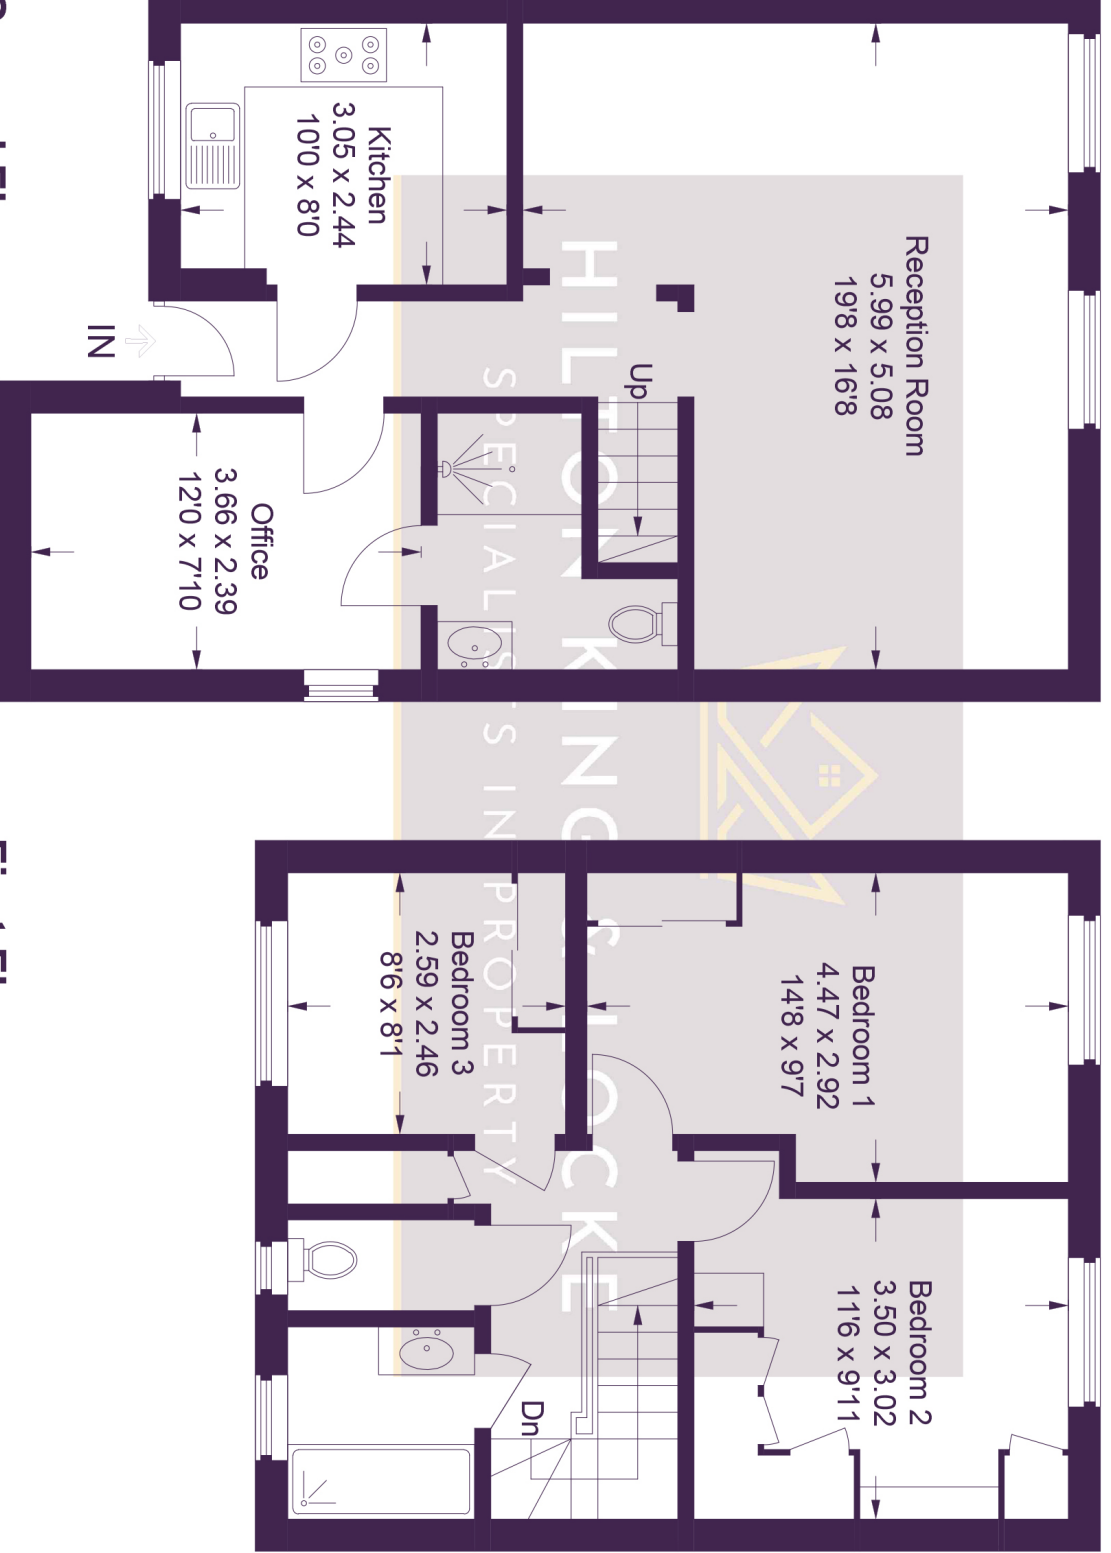 Reception Room
5.99 x 5.08
19'8 x 16'8
Kitchen
3.05 x 2.44
10'0 x 8'0
Up
IN
Office
3.66 x 2.39
12'0 x 7'10
Bedroom 1
4.47 x 2.92
14'8 x 9'7
Bedroom 3
2.59 x 2.46
8'6 x 8'1
Bedroom 2
3.50 x 3.02
11'6 x 9'11
Dn
HILTON KING & LOCKE
SPECIALISTS IN PROPERTY